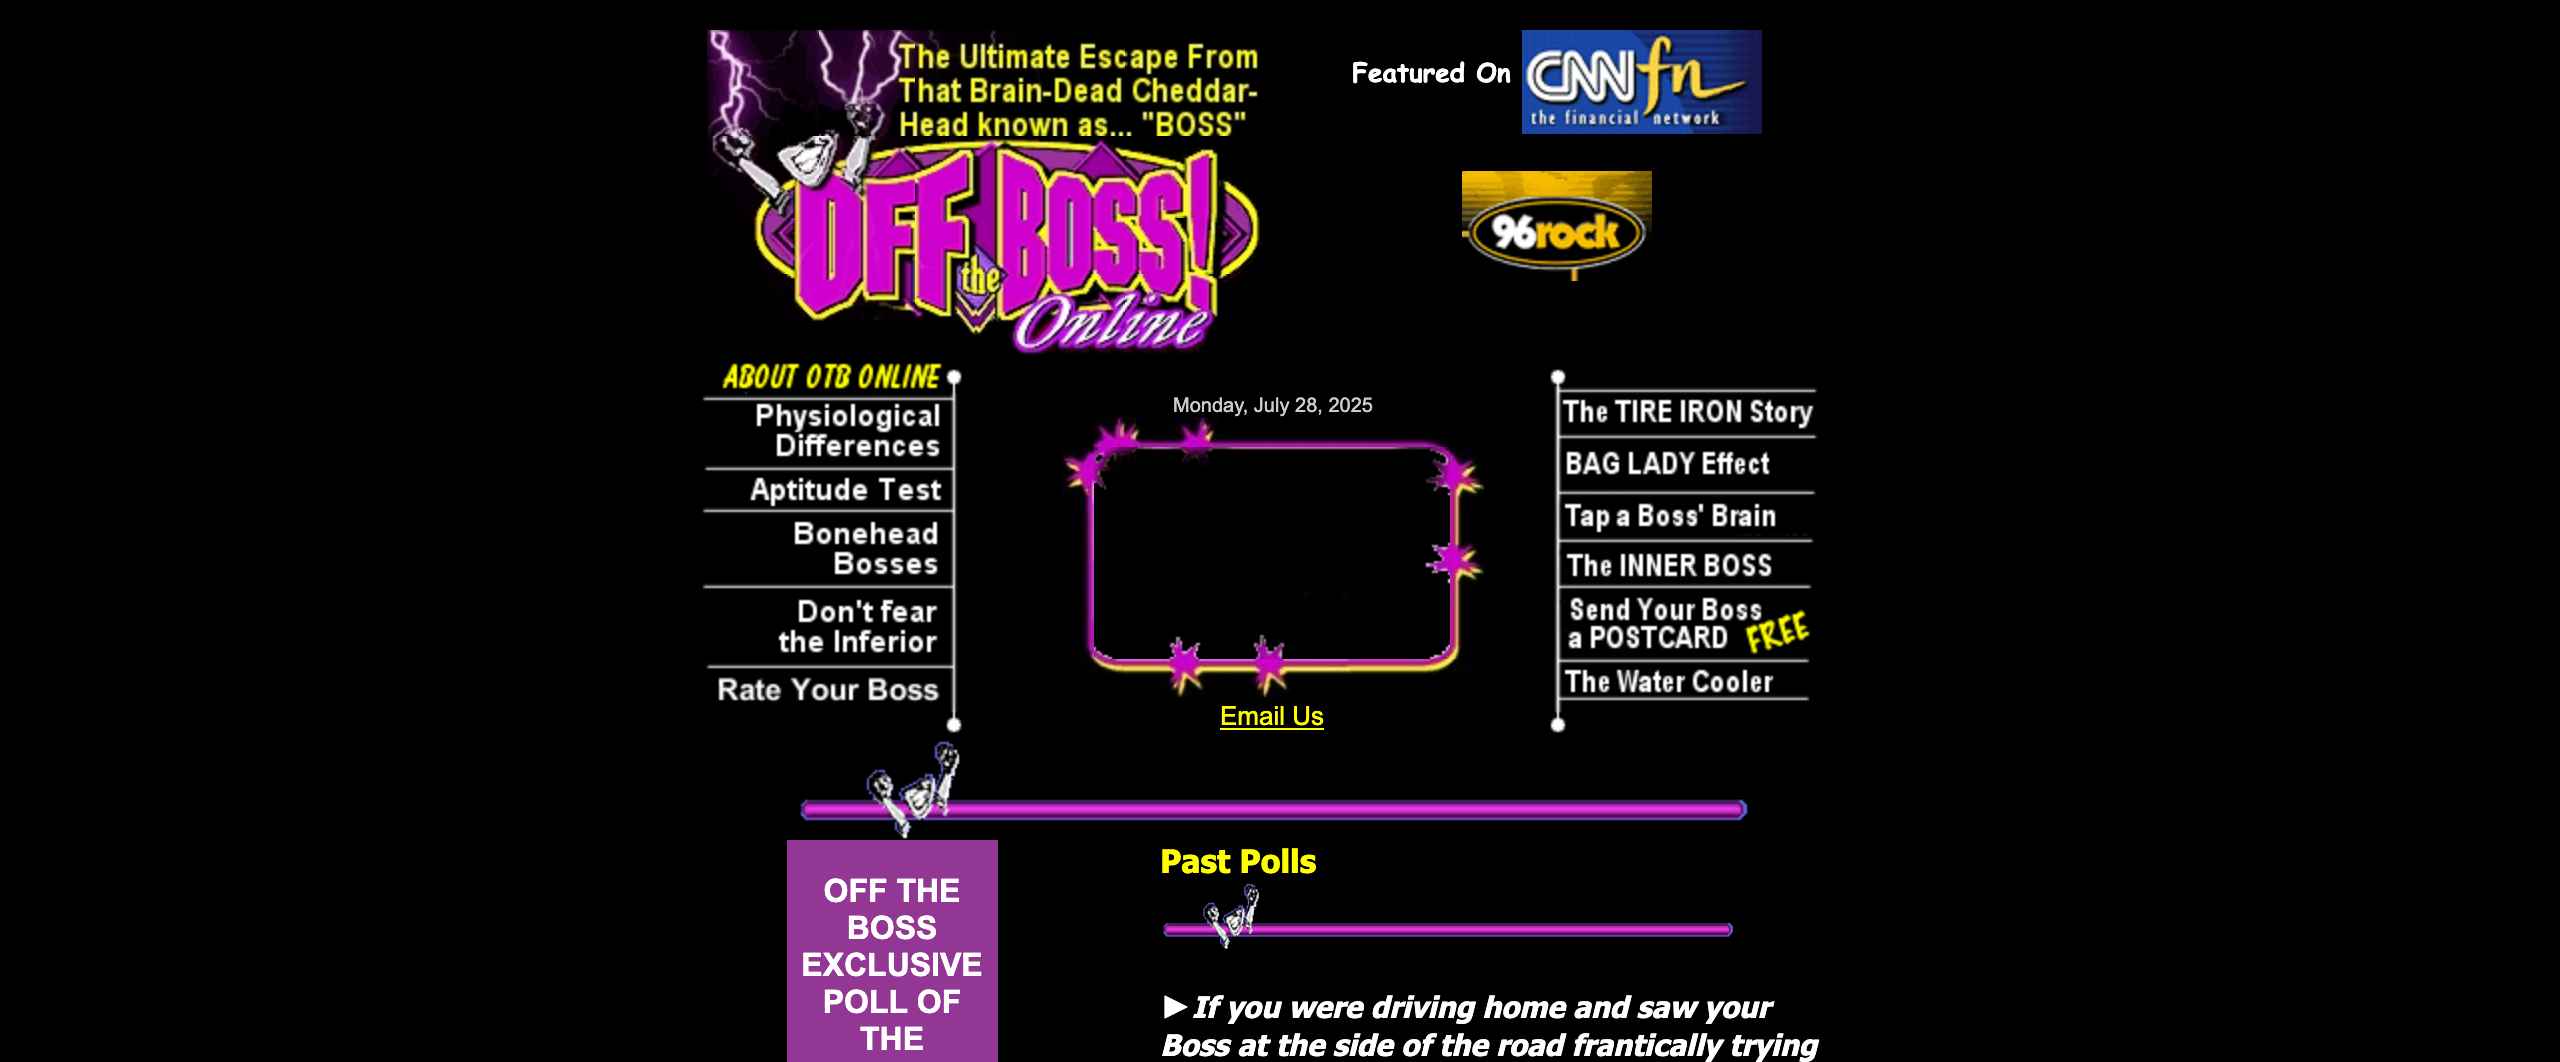 The Ultimate Escape From
That Brain-Dead Cheddar-
Head known as... "BOSS"
OFF the BOSS!
Online
Featured On
CNNfn
the financial network
96rock
ABOUT OTB ONLINE
Physiological
Differences
Aptitude Test
Bonehead
Bosses
Don't fear
the Inferior
Rate Your Boss
Monday, July 28, 2025
Email Us
The TIRE IRON Story
BAG LADY Effect
Tap a Boss' Brain
The INNER BOSS
Send Your Boss
a POSTCARD FREE
The Water Cooler
OFF THE
BOSS
EXCLUSIVE
POLL OF
THE
Past Polls
►If you were driving home and saw your
Boss at the side of the road frantically trying